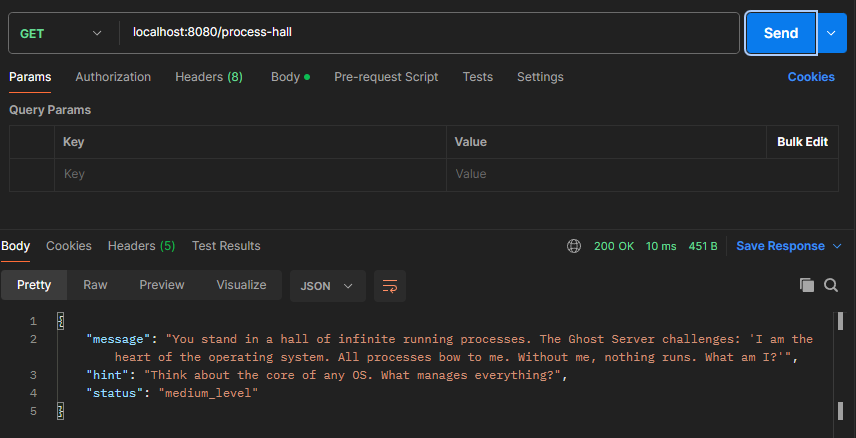 GET localhost:8080/process-hall Send
Params Authorization Headers (8) Body Pre-request Script Tests Settings Cookies
Query Params
Key Value Bulk Edit
Key Value
Body Cookies Headers (5) Test Results 200 OK 10 ms 451 B Save Response
Pretty Raw Preview Visualize JSON
1 {
2 "message": "You stand in a hall of infinite running processes. The Ghost Server challenges: 'I am the
heart of the operating system. All processes bow to me. Without me, nothing runs. What am I?'",
3 "hint": "Think about the core of any OS. What manages everything?",
4 "status": "medium_level"
5 }